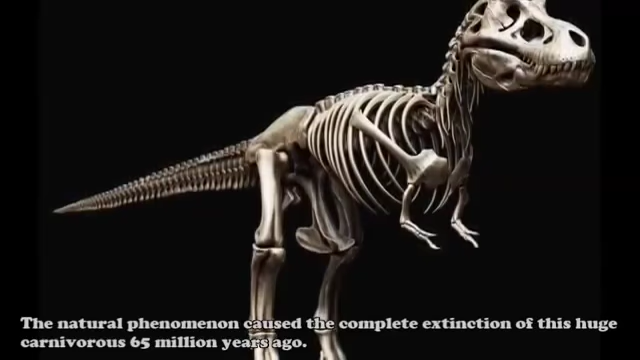 The natural phenomenon caused the complete extinction of this huge
carnivorous 65 million years ago.